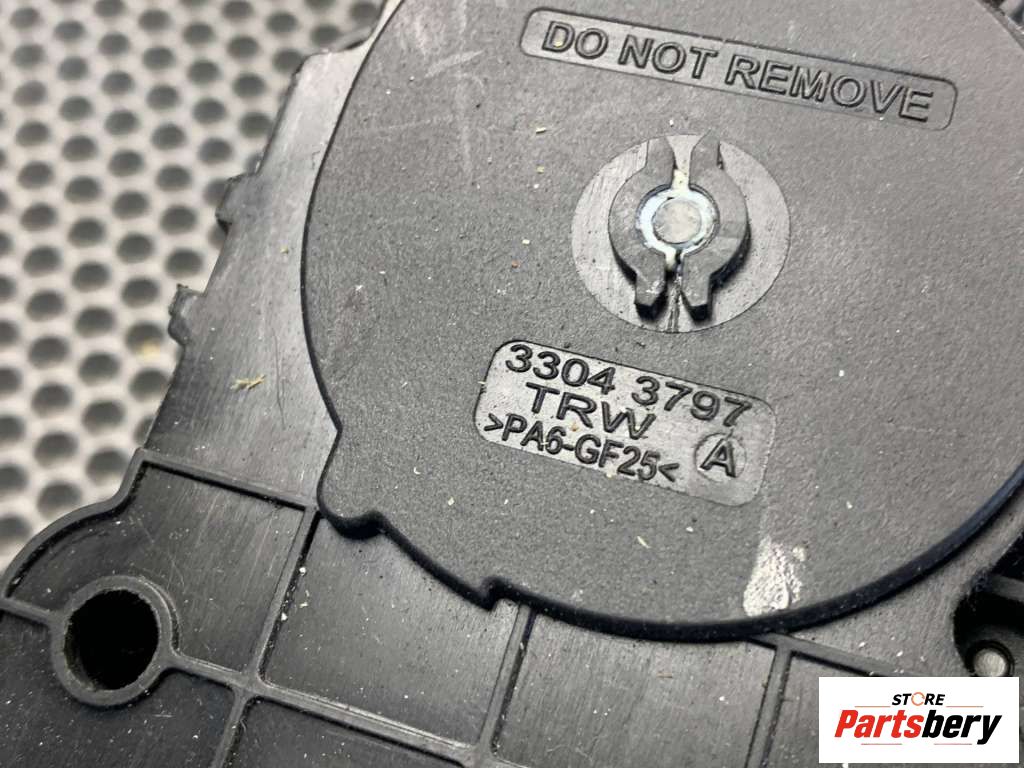 DO NOT REMOVE
3304 3797
TRW
>PA6-GF25<
A
STORE
Partsbery